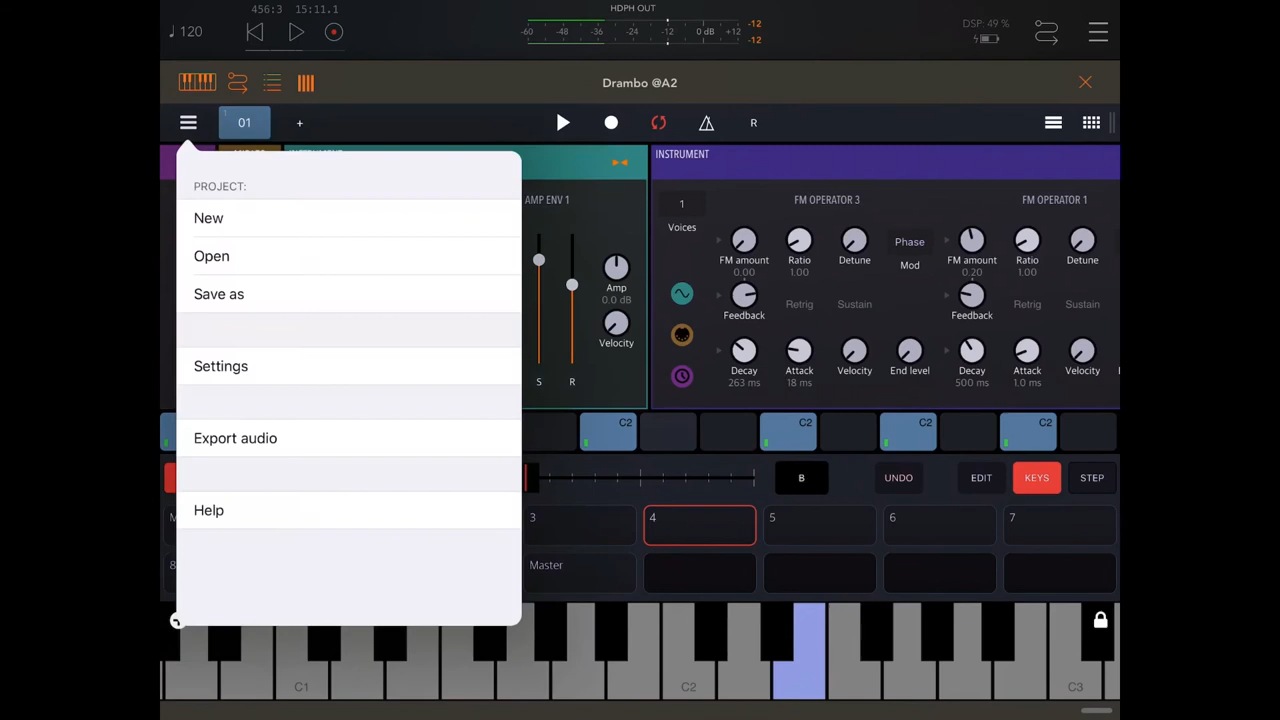 456:3 15:11.1
HDPH OUT
120
-60 -48 -36 -24 -12 0 dB +12
-12
-12
DSP: 49 %
Drambo @A2
1
01
+
R
PROJECT:
New
Open
Save as
Settings
Export audio
Help
AMP ENV 1
Amp
0.0 dB
Velocity
S R
INSTRUMENT
1
Voices
FM OPERATOR 3
FM amount
0.00
Ratio
1.00
Detune
Phase
Mod
Feedback
Retrig
Sustain
Decay
263 ms
Attack
18 ms
Velocity
End level
FM OPERATOR 1
FM amount
0.20
Ratio
1.00
Detune
Feedback
Retrig
Sustain
Decay
500 ms
Attack
1.0 ms
Velocity
C2 C2 C2 C2
B
UNDO
EDIT
KEYS
STEP
3 4 5 6 7
8 Master
C1 C2 C3